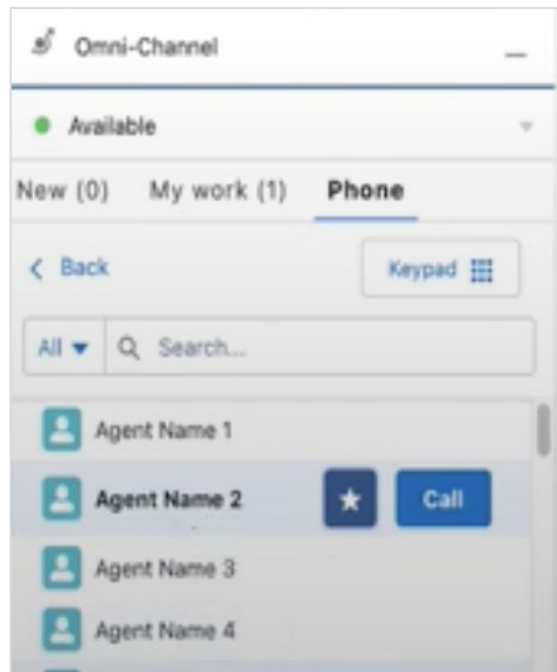 Omni-Channel
Available
New (0) My work (1) Phone
Back Keypad
All Search...
Agent Name 1
Agent Name 2 Call
Agent Name 3
Agent Name 4